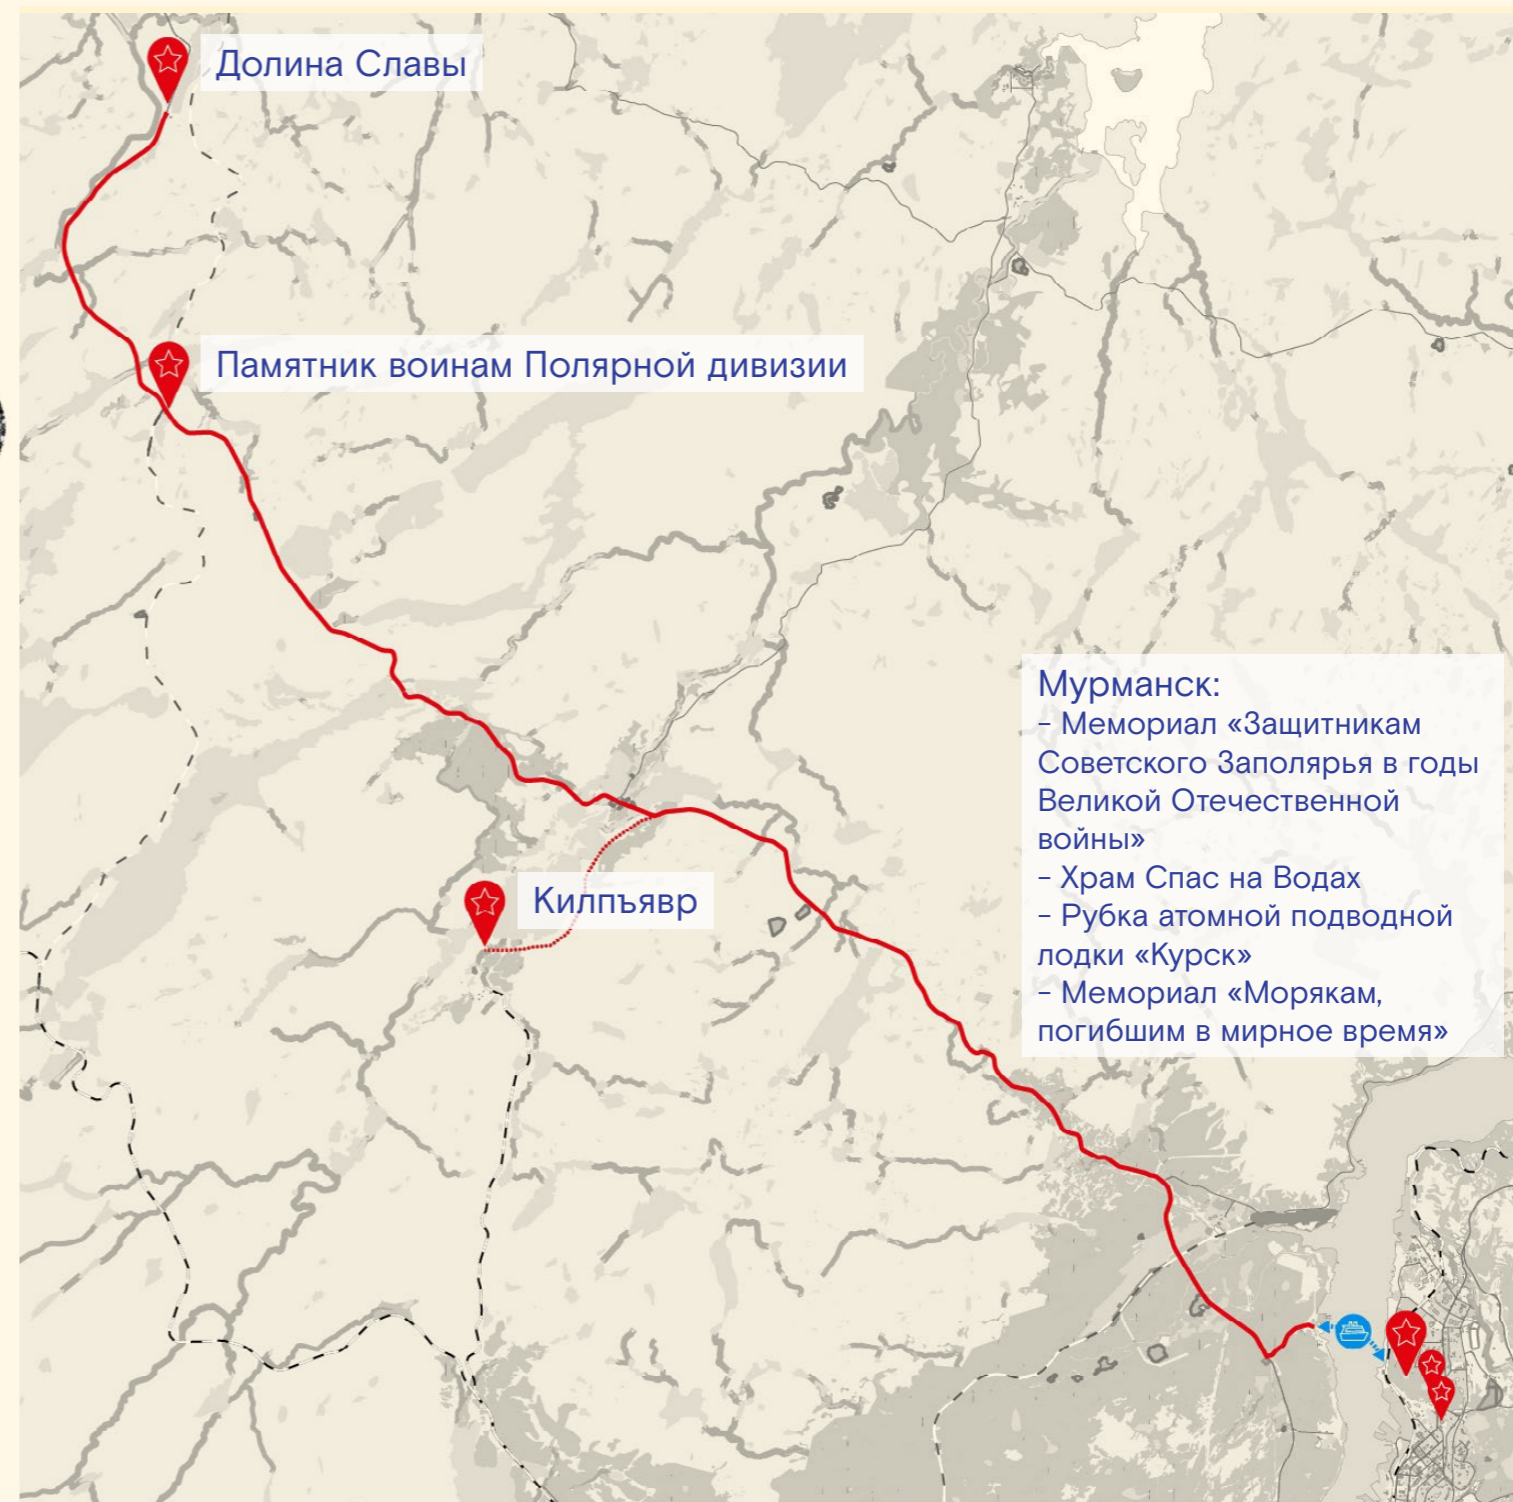 Долина Славы
Памятник воинам Полярной дивизии
Килпъявр
Мурманск:
- Мемориал «Защитникам
Советского Заполярья в годы
Великой Отечественной
войны»
- Храм Спас на Водах
- Рубка атомной подводной
лодки «Курск»
- Мемориал «Морякам,
погибшим в мирное время»